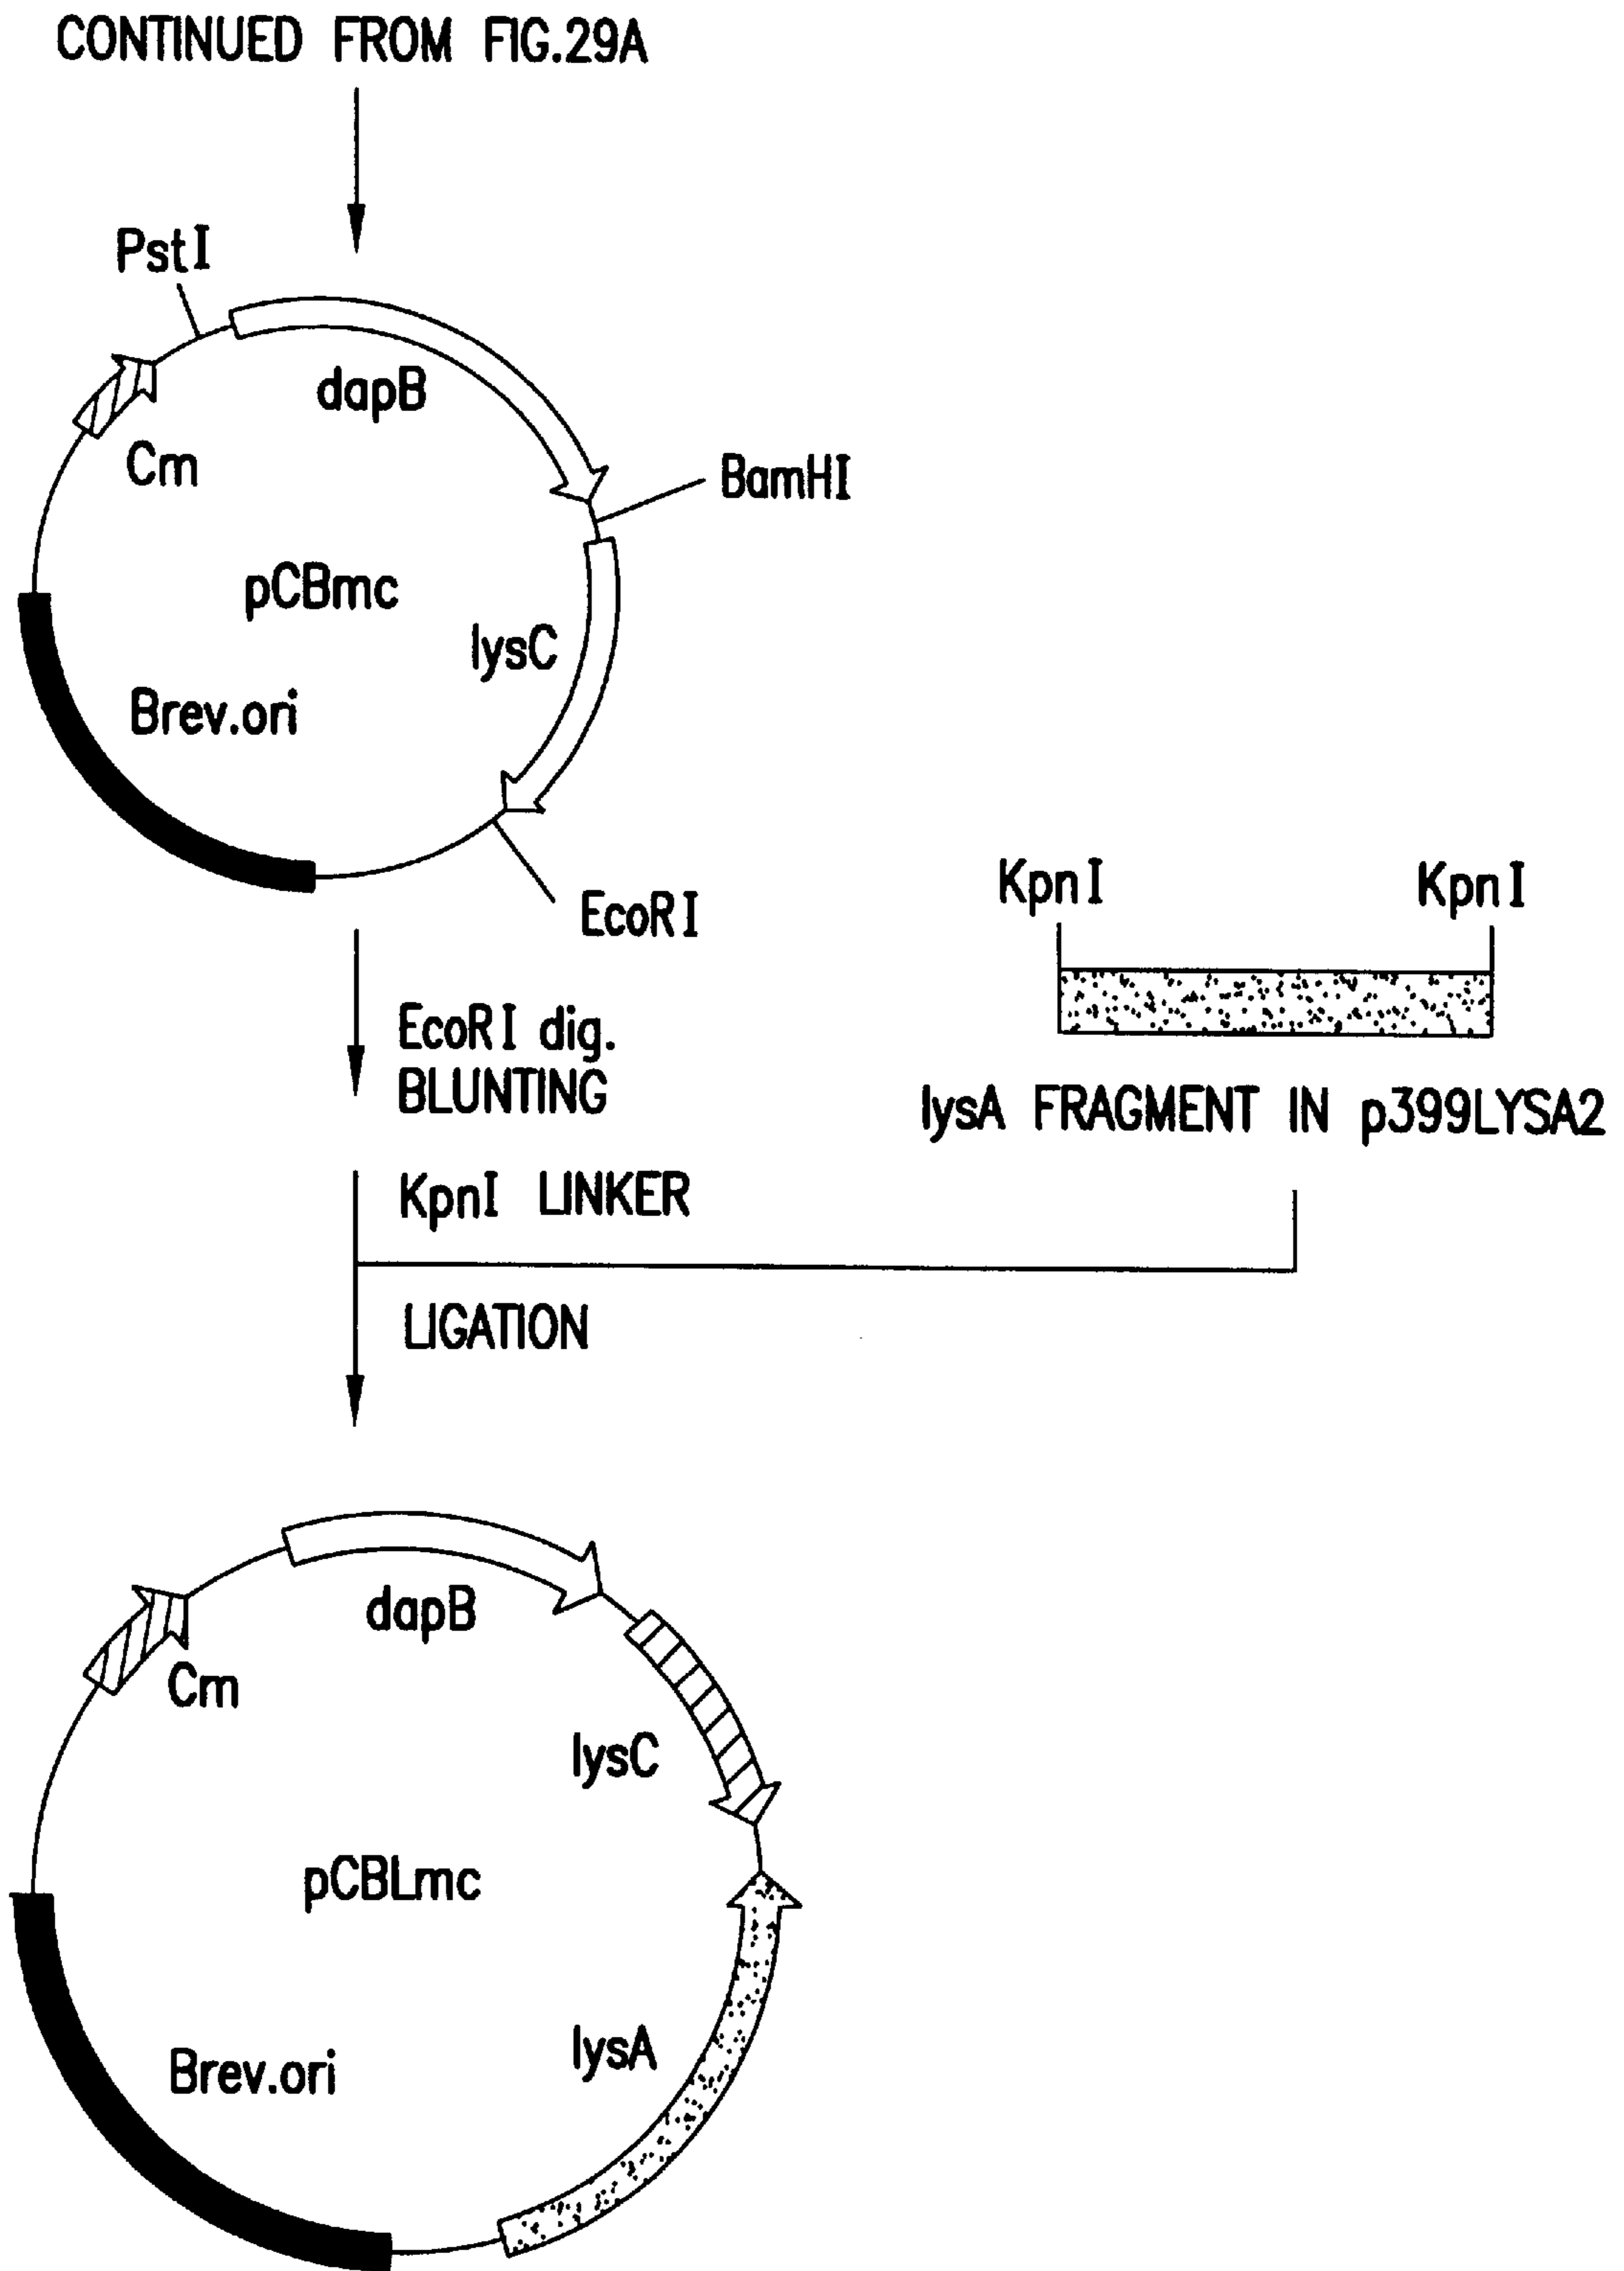 CONTINUED FROM FIG.29A
PstI
dapB
Cm
BamHI
pCBmc
lysC
Brev.ori
EcoRI
KpnI
KpnI
EcoRI dig.
BLUNTING
lysA FRAGMENT IN p399LYSA2
KpnI LINKER
LIGATION
dapB
Cm
lysC
pCBLmc
lysA
Brev.ori